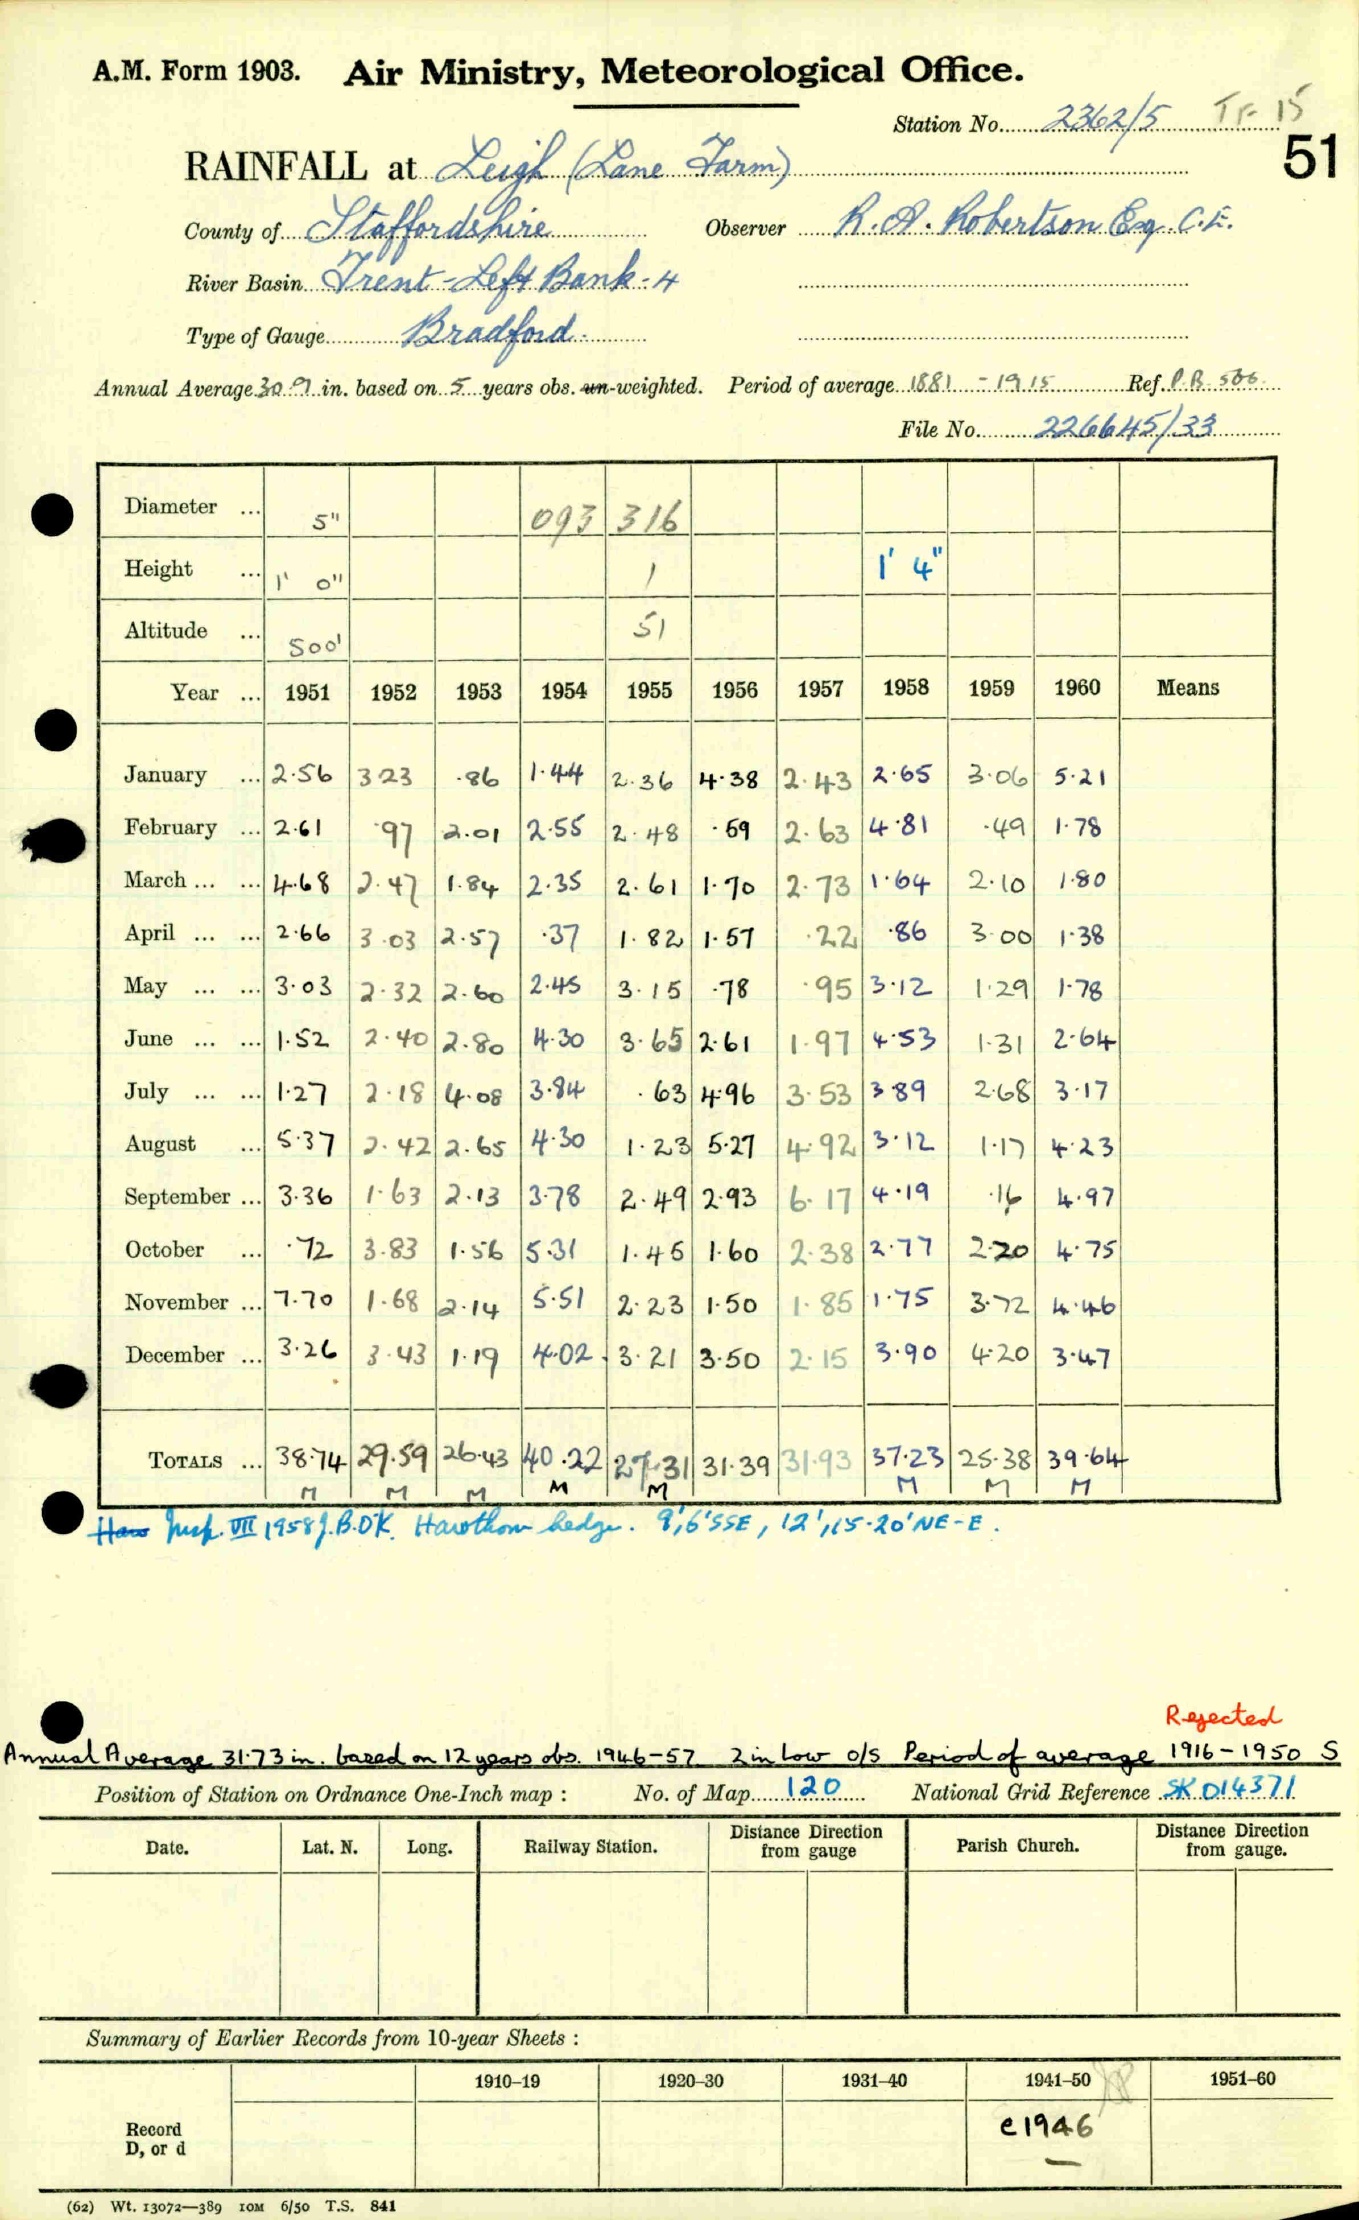 A.M. Form 1903. Air Ministry, Meteorological Office.
Station No. 2362/5 TF 15
51
RAINFALL at Leigh (Lane Farm)
County of Staffordshire Observer R. A. Robertson Esq. C.E.
River Basin Trent - Left Bank - 4
Type of Gauge Bradford
Annual Average 30.9 in. based on 5 years obs. un-weighted. Period of average 1881 - 1915 Ref. P.B. 506
File No. 226645/33
Diameter ... 5" 093 316
Height ... 1' 0" 1 1' 4"
Altitude ... 500' 51
Year ... 1951 1952 1953 1954 1955 1956 1957 1958 1959 1960 Means
January ... 2.56 3.23 .86 1.44 2.36 4.38 2.43 2.65 3.06 5.21
February ... 2.61 .97 2.01 2.55 2.48 .59 2.63 4.81 .49 1.78
March ... ... 4.68 2.47 1.84 2.35 2.61 1.70 2.73 1.64 2.10 1.80
April ... ... 2.66 3.03 2.57 .37 1.82 1.57 .22 .86 3.00 1.38
May ... ... 3.03 2.32 2.60 2.45 3.15 .78 .95 3.12 1.29 1.78
June ... ... 1.52 2.40 2.80 4.30 3.65 2.61 1.97 4.53 1.31 2.64
July ... ... 1.27 2.18 4.08 3.84 .63 4.96 3.53 3.89 2.68 3.17
August ... 5.37 2.42 2.65 4.30 1.23 5.27 4.92 3.12 1.17 4.23
September ... 3.36 1.63 2.13 3.78 2.49 2.93 6.17 4.19 .16 4.97
October ... .72 3.83 1.56 5.31 1.45 1.60 2.38 2.77 2.20 4.75
November ... 7.70 1.68 2.14 5.51 2.23 1.50 1.85 1.75 3.72 4.46
December ... 3.26 3.43 1.19 4.02 3.21 3.50 2.15 3.90 4.20 3.47
TOTALS ... 38.74 29.59 26.43 40.22 27.31 31.39 31.93 37.23 25.38 39.64
M M M M M M M M
Haw Insp. VII 1958 J.B.O'K. Hawthorn hedge. 9', 6' SSE, 12', 15-20' NE-E.
Rejected
Annual Average 31.73 in. based on 12 years obs. 1946-57 2 in Low O/S Period of average 1916-1950 S
Position of Station on Ordnance One-Inch map : No. of Map 120 National Grid Reference SK 014371
Date. Lat. N. Long. Railway Station. Distance Direction from gauge Parish Church. Distance Direction from gauge.
Summary of Earlier Records from 10-year Sheets :
1910-19 1920-30 1931-40 1941-50 1951-60
Record D, or d c1946
(62) Wt. 13072—389 10M 6/50 T.S. 841